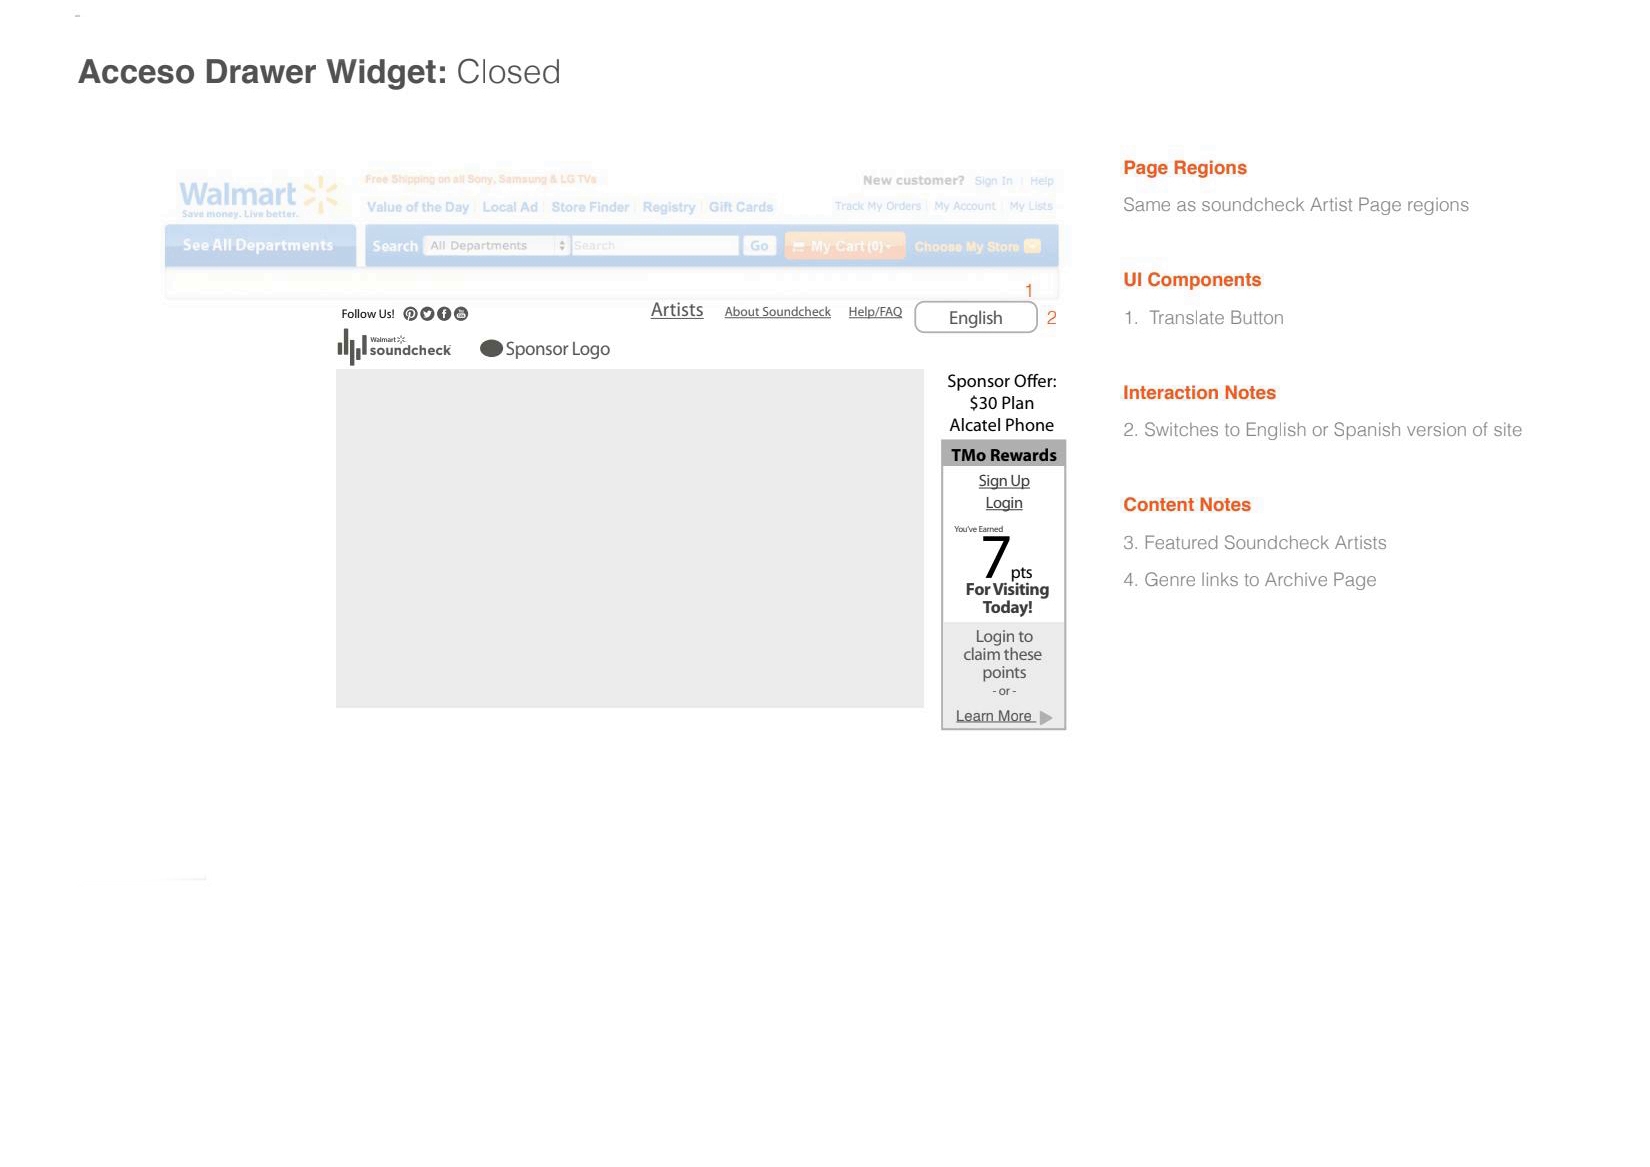 Acceso Drawer Widget: Closed
Walmart
Save money. Live better.
Free Shipping on all Sony, Samsung & LG TVs
New customer? Sign In Help
Value of the Day Local Ad Store Finder Registry Gift Cards
Track My Orders My Account My Lists
See All Departments
Search All Departments Search Go My Cart (0) Choose My Store
1
Follow Us!
Artists About Soundcheck Help/FAQ English 2
Walmart
soundcheck
Sponsor Logo
Sponsor Offer:
$30 Plan
Alcatel Phone
TMo Rewards
Sign Up
Login
You've Earned
7 pts
For Visiting
Today!
Login to
claim these
points
- or -
Learn More
Page Regions
Same as soundcheck Artist Page regions
UI Components
1. Translate Button
Interaction Notes
2. Switches to English or Spanish version of site
Content Notes
3. Featured Soundcheck Artists
4. Genre links to Archive Page